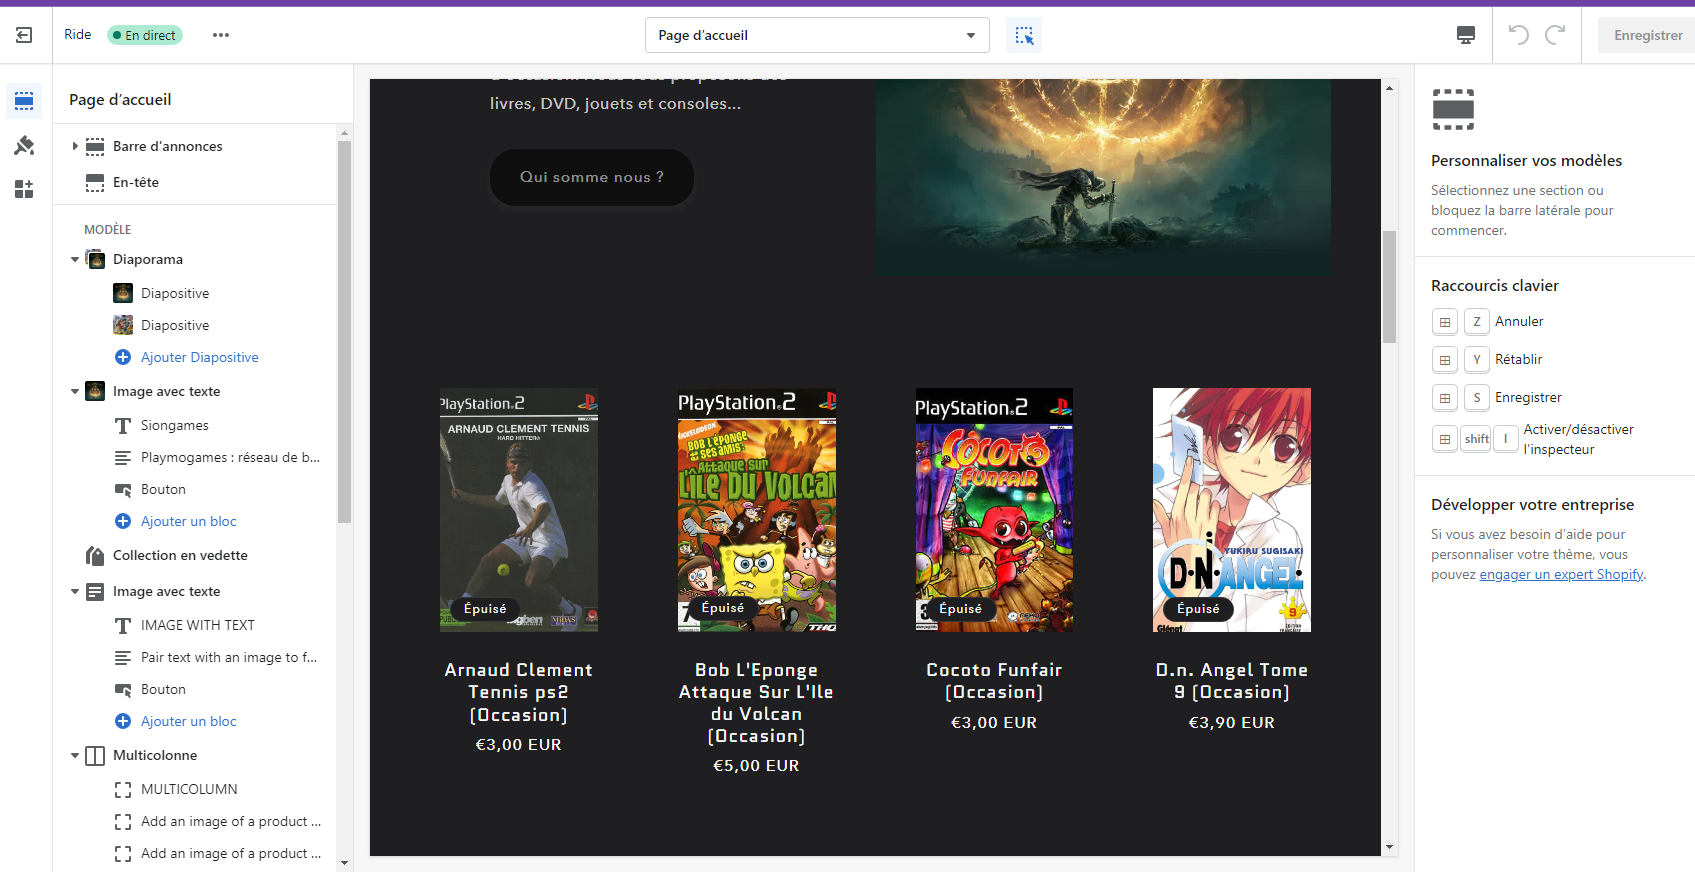 Ride
En direct
Page d’accueil
Enregistrer
Page d’accueil
Barre d'annonces
En-tête
MODÈLE
Diaporama
Diapositive
Diapositive
Ajouter Diapositive
Image avec texte
Siongames
Playmogames : réseau de b...
Bouton
Ajouter un bloc
Collection en vedette
Image avec texte
IMAGE WITH TEXT
Pair text with an image to f...
Bouton
Ajouter un bloc
Multicolonne
MULTICOLUMN
Add an image of a product ...
Add an image of a product ...
livres, DVD, jouets et consoles...
Qui somme nous ?
PlayStation.2
ARNAUD CLEMENT TENNIS
HARD HITTER
Épuisé
Arnaud Clement
Tennis ps2
(Occasion)
€3,00 EUR
PlayStation.2
NICKELODEON
BOB L'ÉPONGE
ET SES AMIS:
Attaque sur
L'ÎLE DU VOLCAN
Épuisé
THQ
Bob L'Eponge
Attaque Sur L'Ile
du Volcan
(Occasion)
€5,00 EUR
PlayStation.2
COCOTO
FUNFAIR
Épuisé
Cocoto Funfair
(Occasion)
€3,00 EUR
YUKIRU SUGISAKI
D·N·ANGEL
Épuisé
9
Glénat
D.n. Angel Tome
9 (Occasion)
€3,90 EUR
Personnaliser vos modèles
Sélectionnez une section ou
bloquez la barre latérale pour
commencer.
Raccourcis clavier
Z Annuler
Y Rétablir
S Enregistrer
shift I Activer/désactiver
l’inspecteur
Développer votre entreprise
Si vous avez besoin d’aide pour
personnaliser votre thème, vous
pouvez engager un expert Shopify.